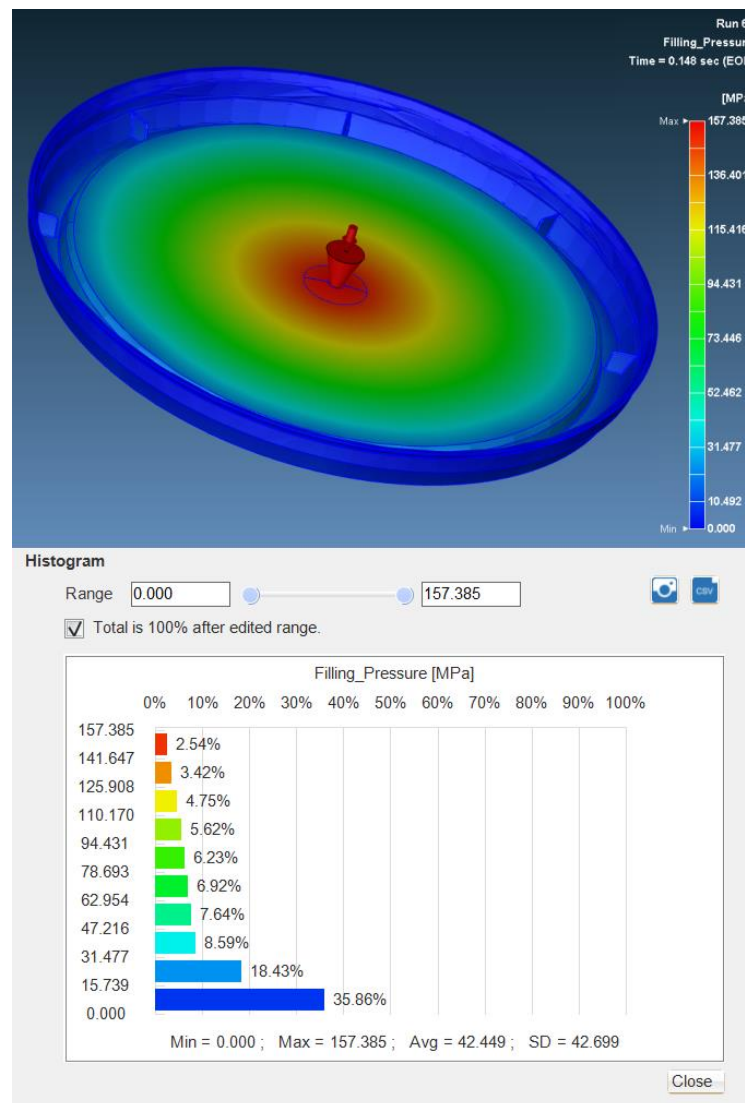 Run 6
Filling_Pressur
Time = 0.148 sec (EO
[MPa
Max 157.385
136.401
115.416
94.431
73.446
52.462
31.477
10.492
Min 0.000
Histogram
Range 0.000 157.385
CSV
Total is 100% after edited range.
Filling_Pressure [MPa]
0% 10% 20% 30% 40% 50% 60% 70% 80% 90% 100%
157.385
2.54%
141.647
3.42%
125.908
4.75%
110.170
5.62%
94.431
6.23%
78.693
6.92%
62.954
7.64%
47.216
8.59%
31.477
18.43%
15.739
35.86%
0.000
Min = 0.000 ; Max = 157.385 ; Avg = 42.449 ; SD = 42.699
Close